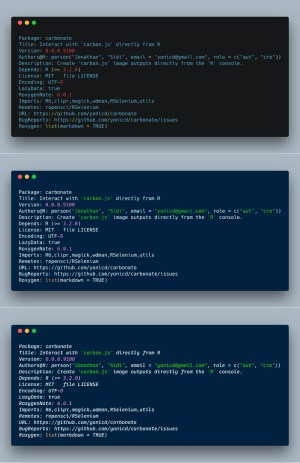 Package: carbonate
Title: Interact with 'carbon.js' directly from R
Version: 0.0.0.9100
Authors@R: person("Jonathan", "Sidi", email = "yonicd@gmail.com", role = c("aut", "cre"))
Description: Create 'carbon.js' image outputs directly from the 'R' console.
Depends: R (>= 3.2.0)
License: MIT file LICENSE
Encoding: UTF-8
LazyData: true
RoxygenNote: 6.0.1
Imports: R6,clipr,magick,wdman,RSelenium,utils
Remotes: ropensci/RSelenium
URL: https://github.com/yonicd/carbonate
BugReports: https://github.com/yonicd/carbonate/issues
Roxygen: list(markdown = TRUE)
Package: carbonate
Title: Interact with 'carbon.js' directly from R
Version: 0.0.0.9100
Authors@R: person("Jonathan", "Sidi", email = "yonicd@gmail.com", role = c("aut", "cre"))
Description: Create 'carbon.js' image outputs directly from the 'R' console.
Depends: R (>= 3.2.0)
License: MIT file LICENSE
Encoding: UTF-8
LazyData: true
RoxygenNote: 6.0.1
Imports: R6,clipr,magick,wdman,RSelenium,utils
Remotes: ropensci/RSelenium
URL: https://github.com/yonicd/carbonate
BugReports: https://github.com/yonicd/carbonate/issues
Roxygen: list(markdown = TRUE)
Package: carbonate
Title: Interact with 'carbon.js' directly from R
Version: 0.0.0.9100
Authors@R: person("Jonathan", "Sidi", email = "yonicd@gmail.com", role = c("aut", "cre"))
Description: Create 'carbon.js' image outputs directly from the 'R' console.
Depends: R (>= 3.2.0)
License: MIT file LICENSE
Encoding: UTF-8
LazyData: true
RoxygenNote: 6.0.1
Imports: R6,clipr,magick,wdman,RSelenium,utils
Remotes: ropensci/RSelenium
URL: https://github.com/yonicd/carbonate
BugReports: https://github.com/yonicd/carbonate/issues
Roxygen: list(markdown = TRUE)